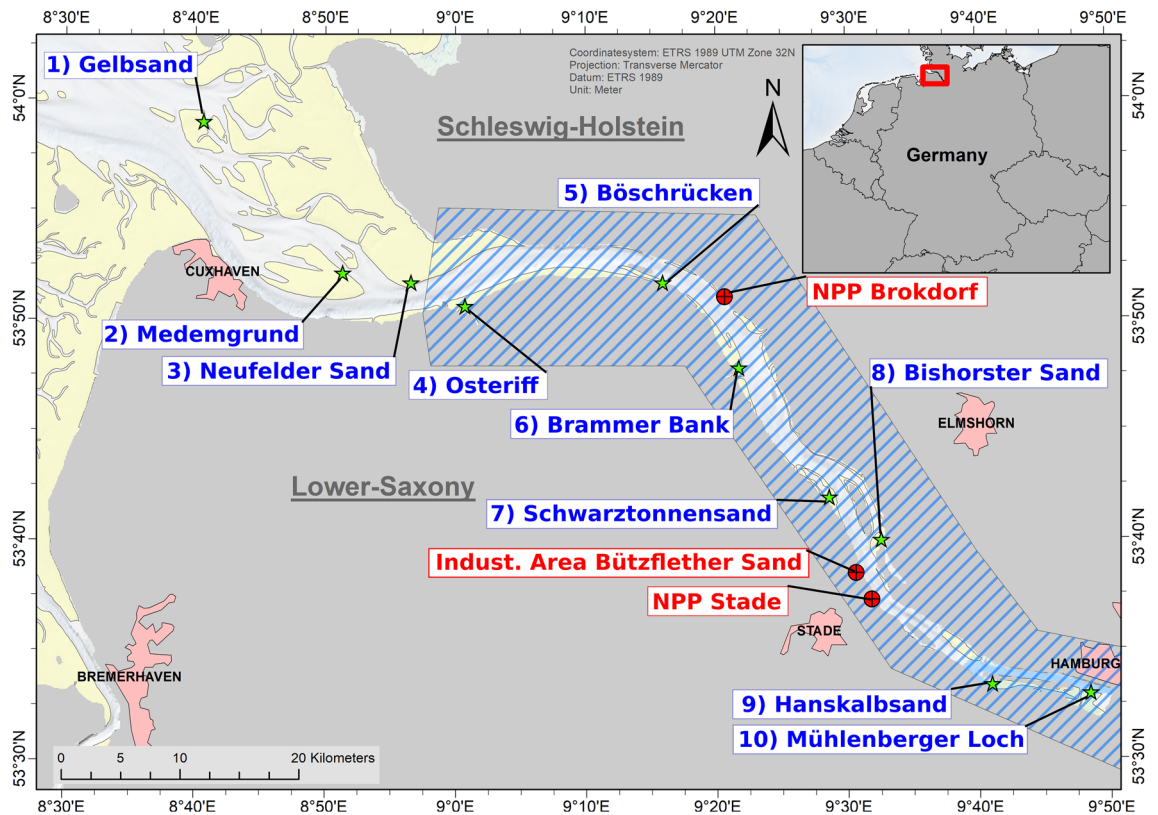 8°30'E 8°40'E 8°50'E 9°0'E 9°10'E 9°20'E 9°30'E 9°40'E 9°50'E
1) Gelbsand
Coordinatesystem: ETRS 1989 UTM Zone 32N
Projection: Transverse Mercator
Datum: ETRS 1989
Unit: Meter
N
54°0'N
54°0'N
Schleswig-Holstein
Germany
5) Böschrücken
CUXHAVEN
NPP Brokdorf
53°50'N
53°50'N
2) Medemgrund
3) Neufelder Sand
4) Osteriff
8) Bishorster Sand
6) Brammer Bank
ELMSHORN
Lower-Saxony
7) Schwarztonnensand
53°40'N
53°40'N
Indust. Area Bützflether Sand
NPP Stade
STADE
HAMBURG
BREMERHAVEN
9) Hanskalbsand
10) Mühlenberger Loch
53°30'N
53°30'N
0 5 10 20 Kilometers
8°30'E 8°40'E 8°50'E 9°0'E 9°10'E 9°20'E 9°30'E 9°40'E 9°50'E